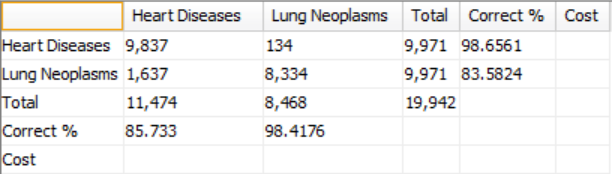 Heart Diseases Lung Neoplasms Total Correct % Cost
Heart Diseases 9,837 134 9,971 98.6561
Lung Neoplasms 1,637 8,334 9,971 83.5824
Total 11,474 8,468 19,942
Correct % 85.733 98.4176
Cost